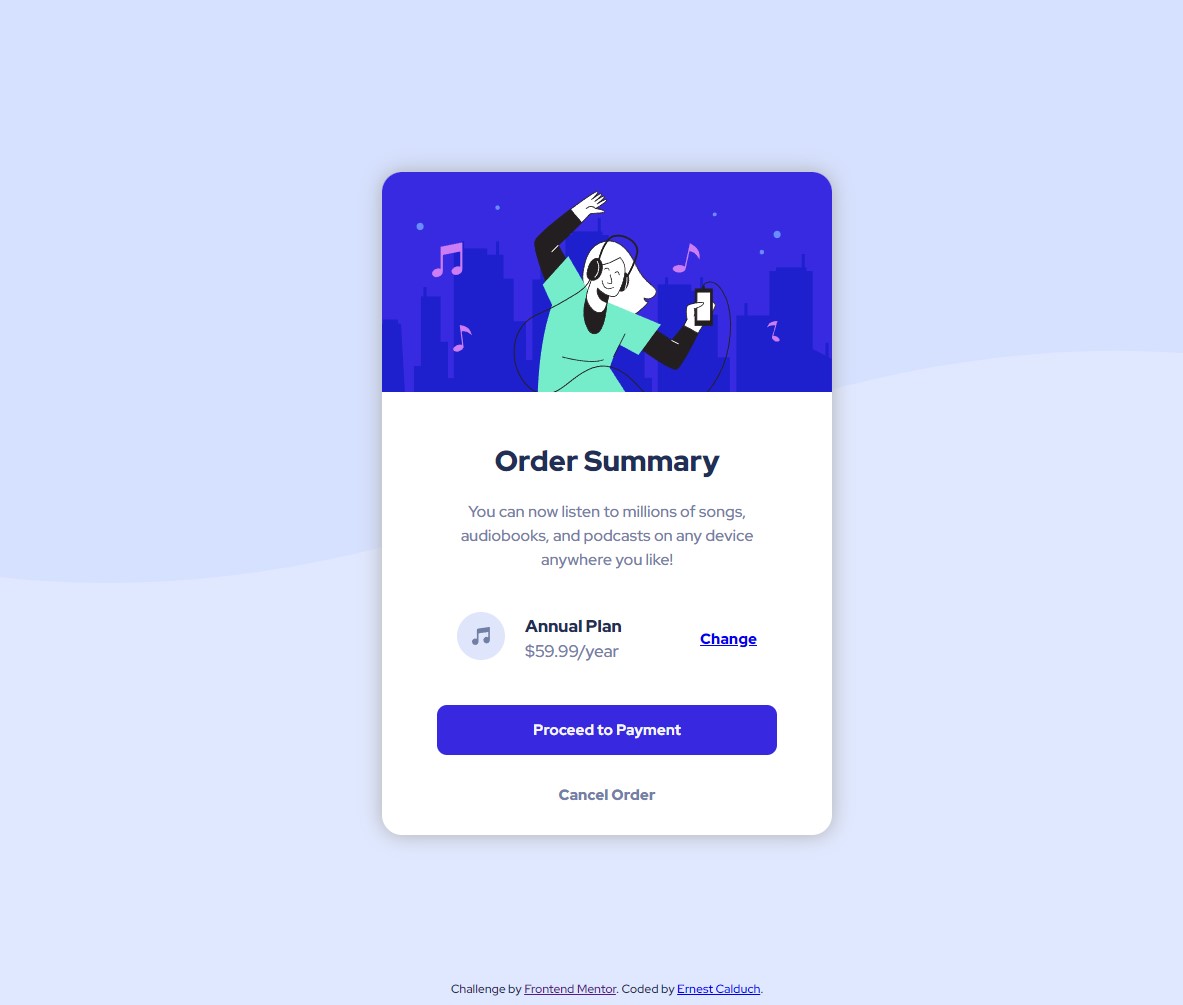 Order Summary
You can now listen to millions of songs,
audiobooks, and podcasts on any device
anywhere you like!
Annual Plan
$59.99/year
Change
Proceed to Payment
Cancel Order
Challenge by Frontend Mentor. Coded by Ernest Calduch.